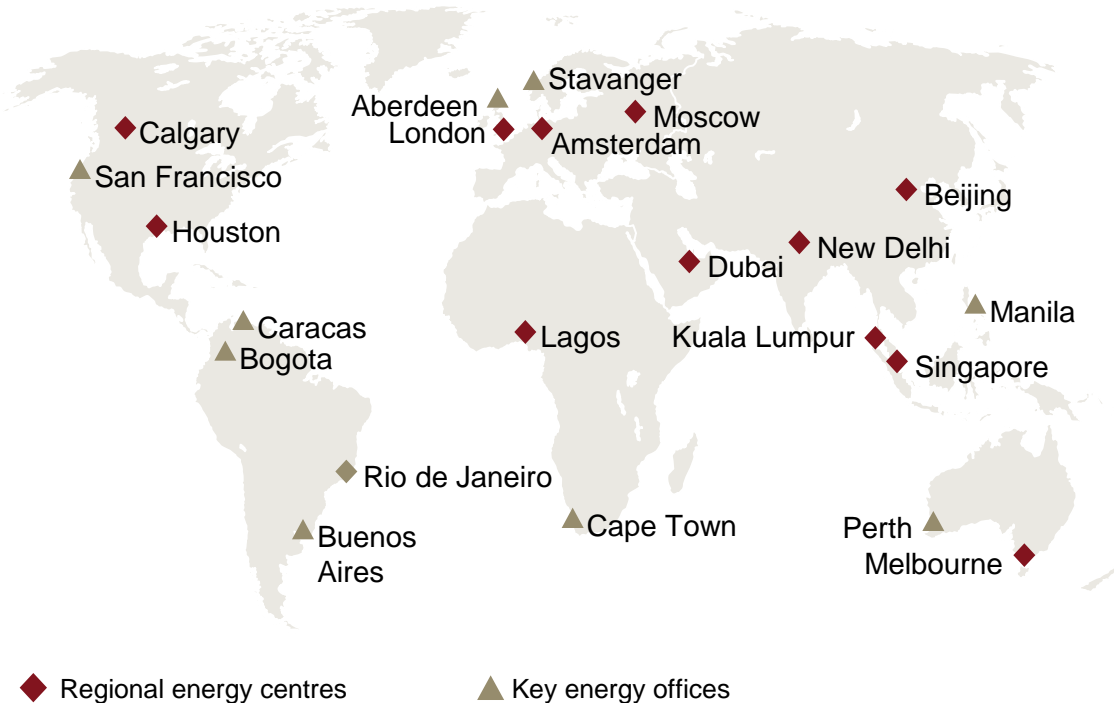 Stavanger
Aberdeen
Moscow
London
Calgary
Amsterdam
San Francisco
Beijing
Houston
New Delhi
Dubai
Manila
Caracas
Lagos
Kuala Lumpur
Bogota
Singapore
Rio de Janeiro
Cape Town
Perth
Buenos
Aires
Melbourne
Regional energy centres
Key energy offices